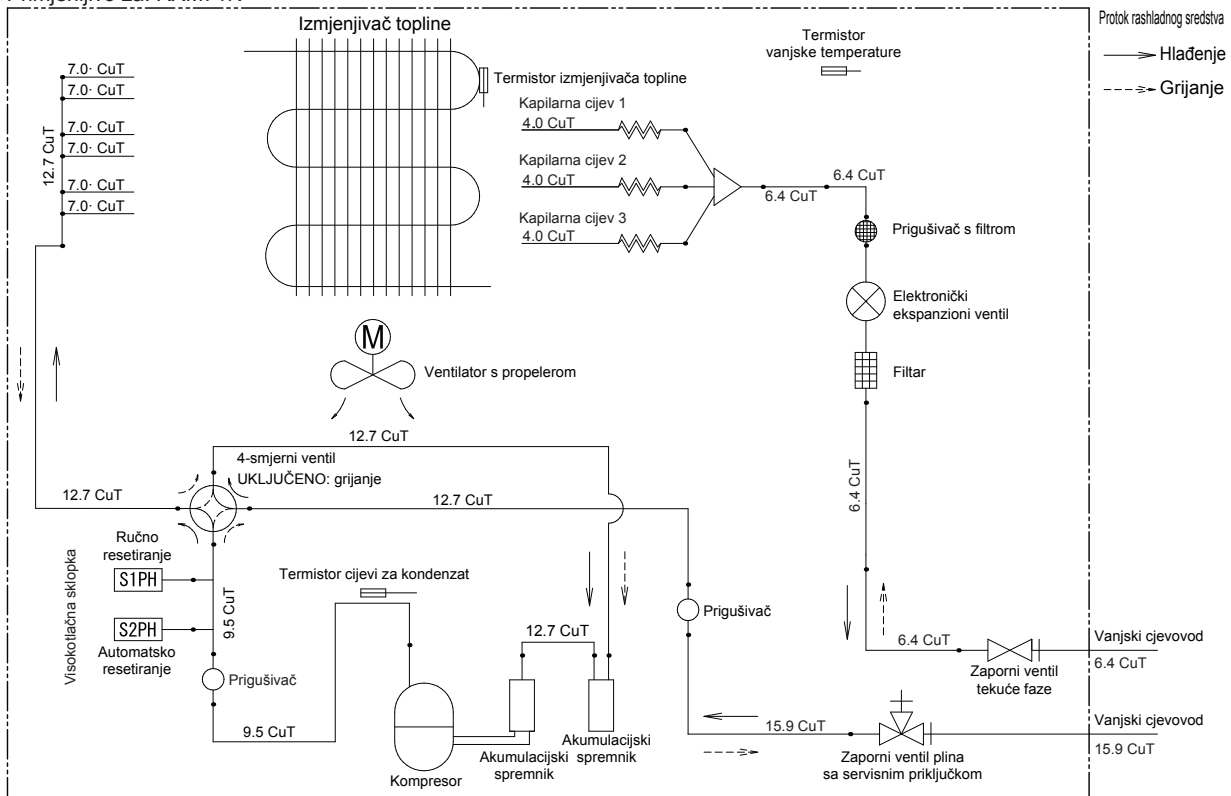 Izmjenjivač topline
Termistor
vanjske temperature
Protok rashladnog sredstva
Hlađenje
Grijanje
7.0· CuT
7.0· CuT
7.0· CuT
7.0· CuT
7.0· CuT
7.0· CuT
12.7 CuT
Termistor izmjenjivača topline
Kapilarna cijev 1
4.0 CuT
Kapilarna cijev 2
4.0 CuT
Kapilarna cijev 3
4.0 CuT
6.4 CuT
6.4 CuT
Prigušivač s filtrom
Elektronički
ekspanzioni ventil
Filtar
M
Ventilator s propelerom
12.7 CuT
4-smjerni ventil
UKLJUČENO: grijanje
12.7 CuT
12.7 CuT
6.4 CuT
Visokotlačna sklopka
Ručno
resetiranje
S1PH
S2PH
Automatsko
resetiranje
9.5 CuT
Termistor cijevi za kondenzat
Prigušivač
9.5 CuT
Kompresor
12.7 CuT
Akumulacijski
spremnik
Akumulacijski
spremnik
Prigušivač
6.4 CuT
Zaporni ventil
tekuće faze
Vanjski cjevovod
6.4 CuT
15.9 CuT
Zaporni ventil plina
sa servisnim priključkom
Vanjski cjevovod
15.9 CuT